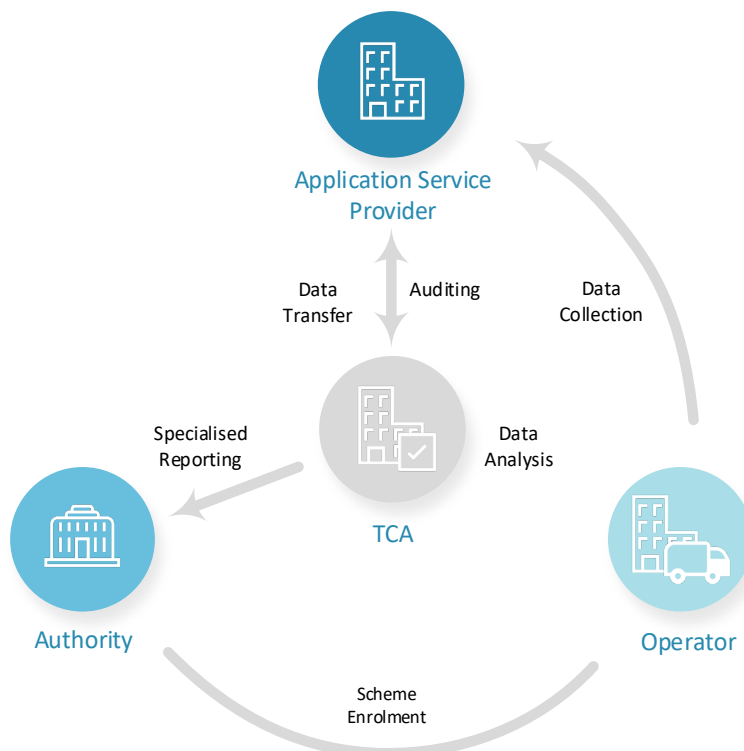 Application Service
Provider
Data
Transfer
Auditing
Data
Collection
Specialised
Reporting
Data
Analysis
TCA
Authority
Operator
Scheme
Enrolment